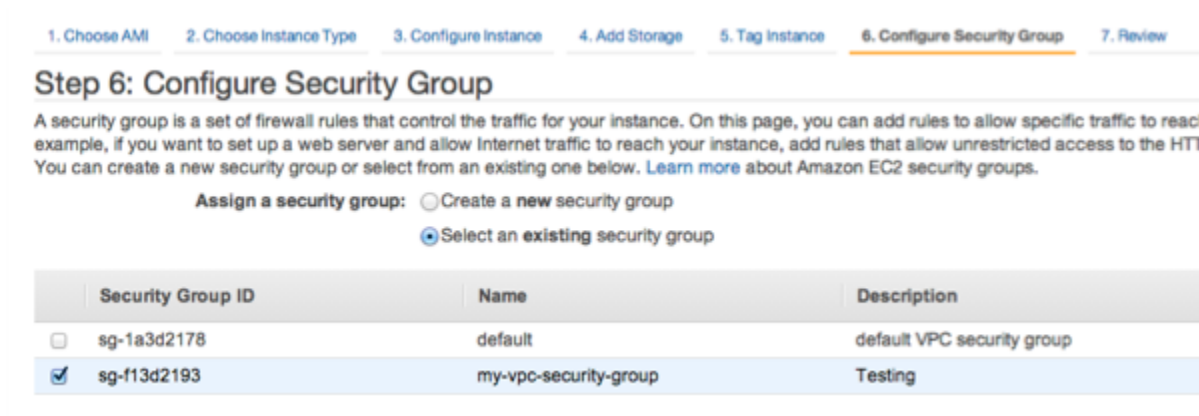 1. Choose AMI 2. Choose Instance Type 3. Configure Instance 4. Add Storage 5. Tag Instance 6. Configure Security Group 7. Review
Step 6: Configure Security Group
A security group is a set of firewall rules that control the traffic for your instance. On this page, you can add rules to allow specific traffic to
example, if you want to set up a web server and allow Internet traffic to reach your instance, add rules that allow unrestricted access to the
You can create a new security group or select from an existing one below. Learn more about Amazon EC2 security groups.
Assign a security group: Create a new security group
Select an existing security group
Security Group ID Name Description
sg-1a3d2178 default default VPC security group
sg-f13d2193 my-vpc-security-group Testing